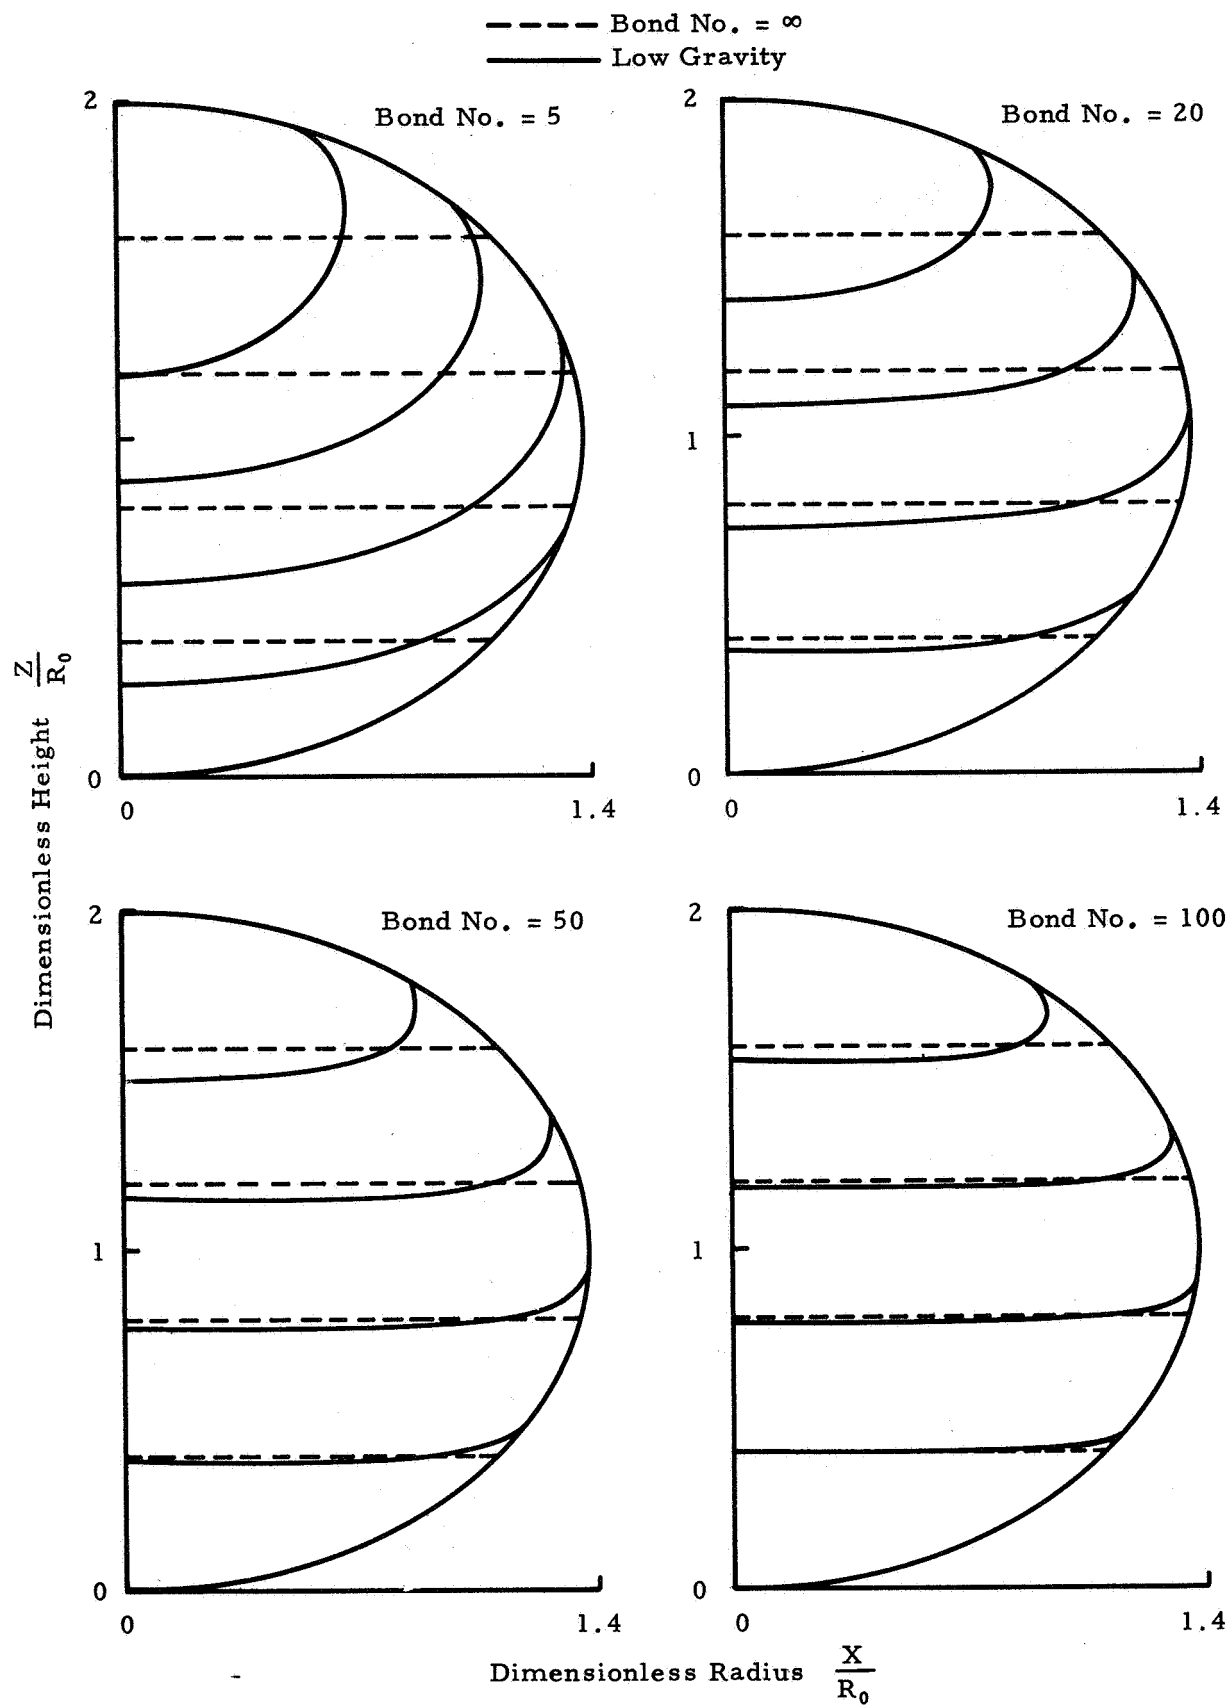 Bond No. = ∞
Low Gravity
Bond No. = 5
2
0
0
1.4
Bond No. = 20
2
1
0
0
1.4
Dimensionless Height Z/R0
Bond No. = 50
2
1
0
0
1.4
Bond No. = 100
2
1
0
0
1.4
Dimensionless Radius X/R0